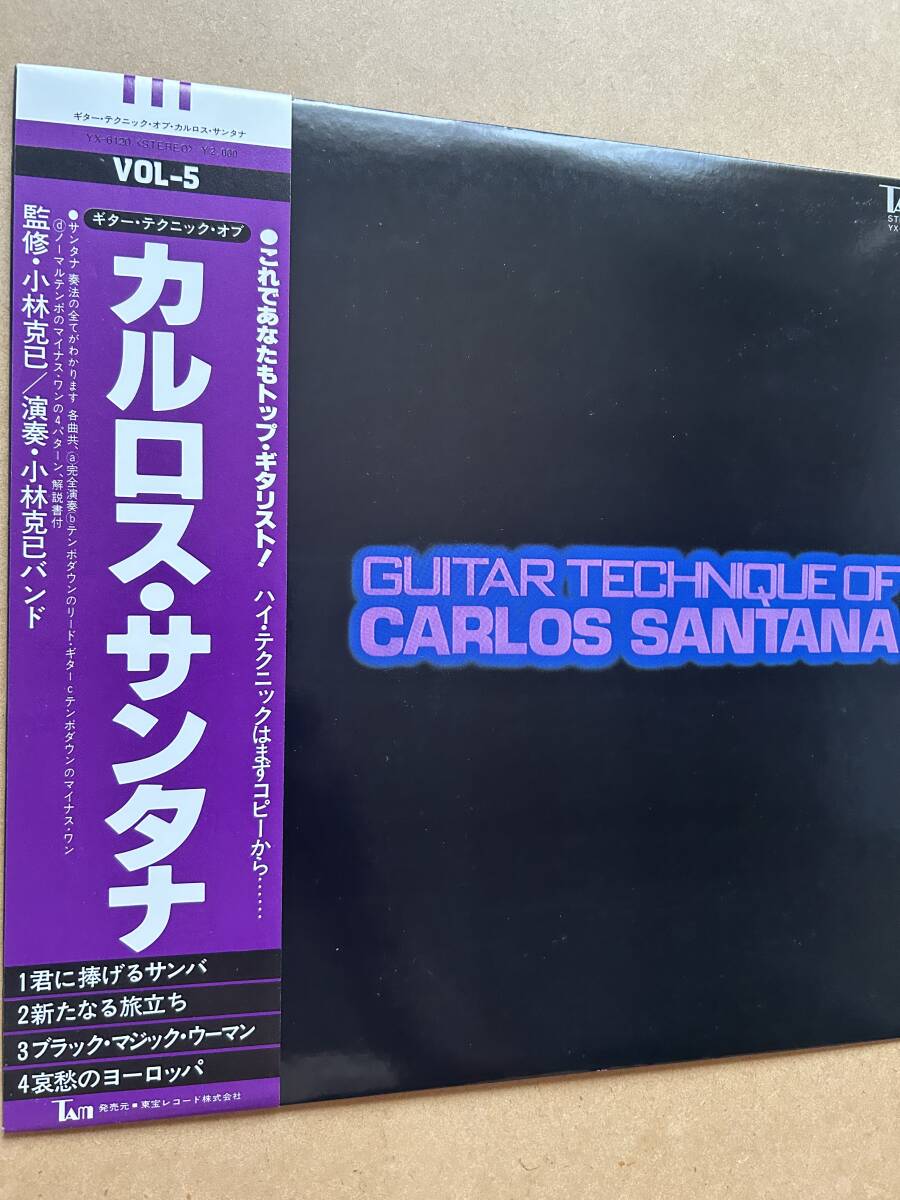 ギター・テクニック・オブ・カルロス・サンタナ
YX-6120 〈STEREO〉 ¥2,000
VOL-5
ギター・テクニック・オブ
カルロス・サンタナ
●これであなたもトップ・ギタリスト！ ハイ・テクニックはまずコピーから……
●サンタナ奏法の全てがわかります 各曲共、ⓐ完全演奏ⓑテンポダウンのリード・ギターcテンポダウンのマイナス・ワン
ⓓノーマルテンポのマイナス・ワンの4パターン、解説書付
監修・小林克已／演奏・小林克已バンド
1君に捧げるサンバ
2新たなる旅立ち
3ブラック・マジック・ウーマン
4哀愁のヨーロッパ
TAM 発売元■東宝レコード株式会社
GUITAR TECHNIQUE OF
CARLOS SANTANA